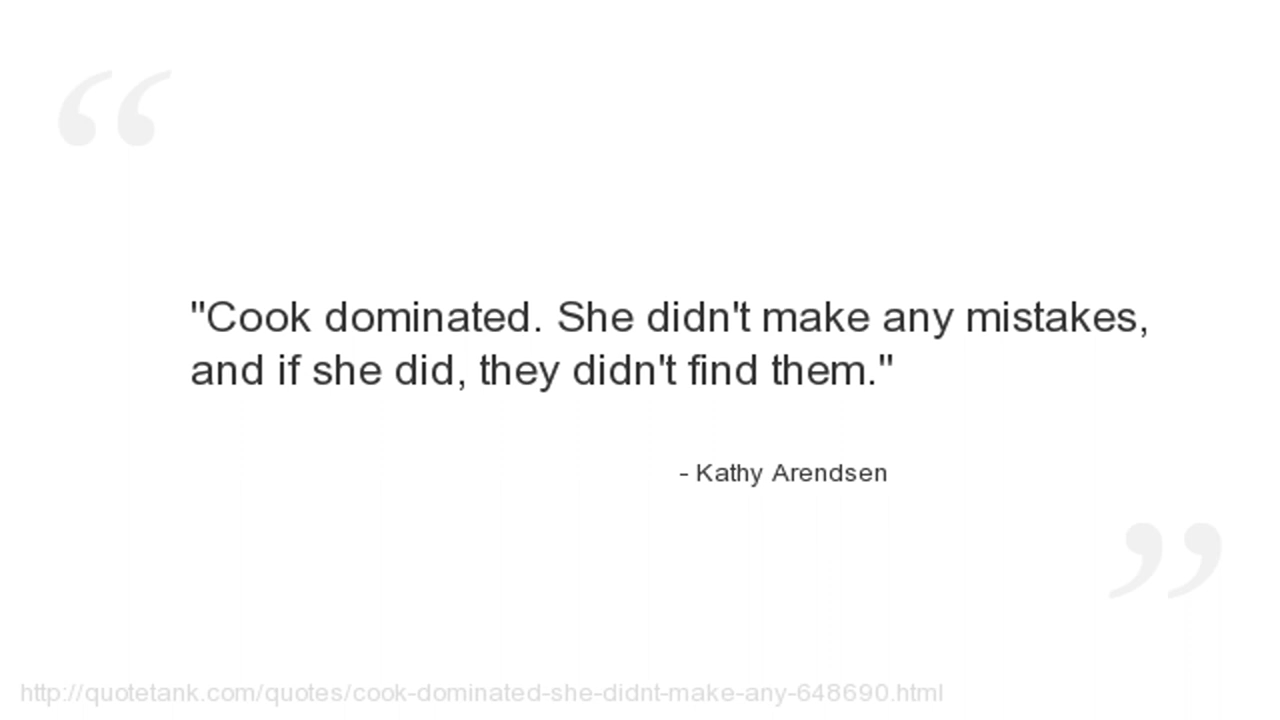 "Cook dominated. She didn't make any mistakes,
and if she did, they didn't find them."
- Kathy Arendsen
http://quotetank.com/quotes/cook-dominated-she-didnt-make-any-648690.html